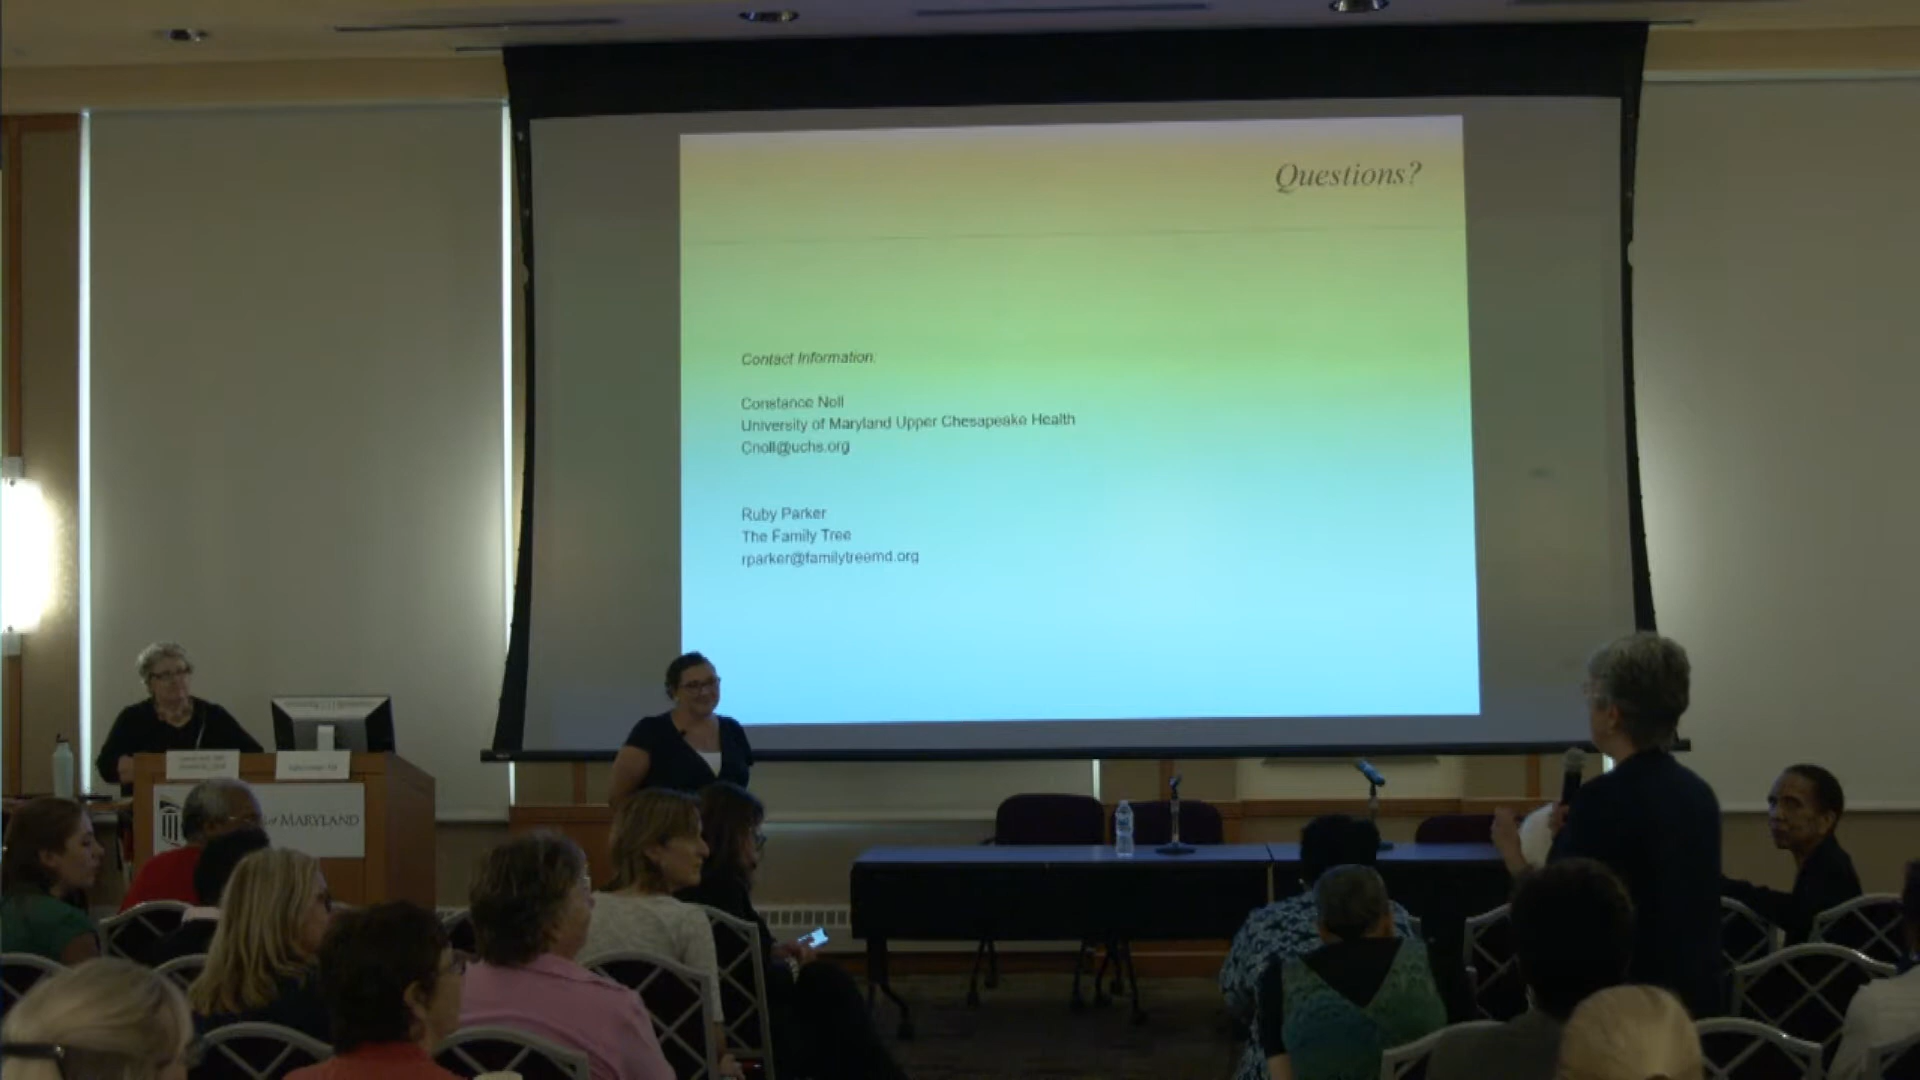 Questions?
Contact Information:
Constance Noll
University of Maryland Upper Chesapeake Health
Cnoll@uchs.org
Ruby Parker
The Family Tree
rparker@familytreemd.org
of MARYLAND